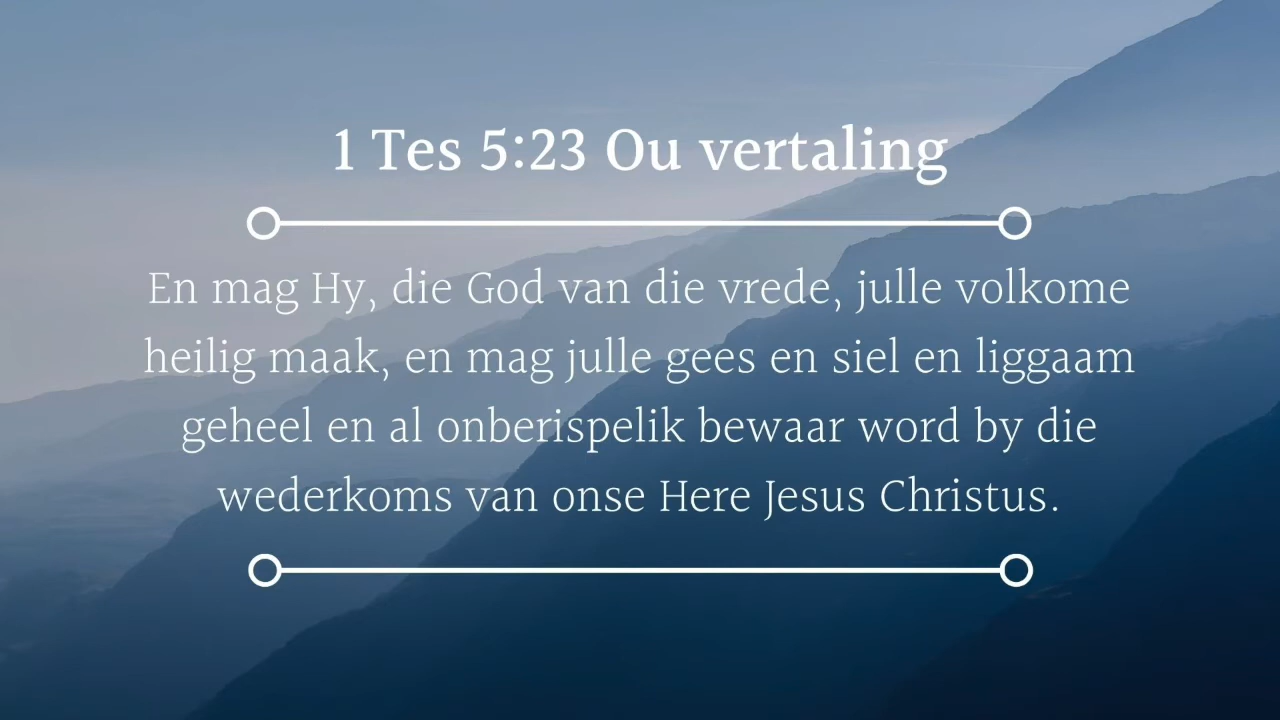 1 Tes 5:23 Ou vertaling
En mag Hy, die God van die vrede, julle volkome
heilig maak, en mag julle gees en siel en liggaam
geheel en al onberispelik bewaar word by die
wederkoms van onse Here Jesus Christus.